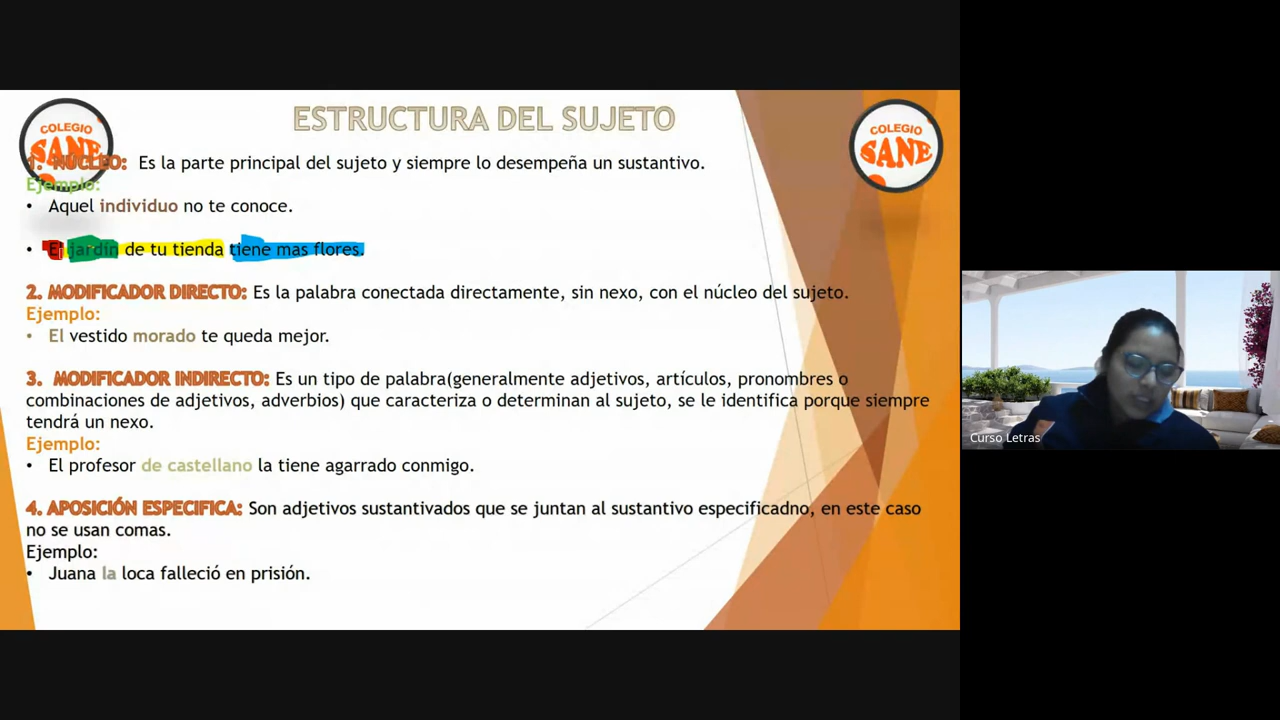 COLEGIO
SANE
COLEGIO
SANE
ESTRUCTURA DEL SUJETO
1. NÚCLEO: Es la parte principal del sujeto y siempre lo desempeña un sustantivo.
Ejemplo:
• Aquel individuo no te conoce.
• El jardín de tu tienda tiene mas flores.
2. MODIFICADOR DIRECTO: Es la palabra conectada directamente, sin nexo, con el núcleo del sujeto.
Ejemplo:
• El vestido morado te queda mejor.
3. MODIFICADOR INDIRECTO: Es un tipo de palabra(generalmente adjetivos, artículos, pronombres o
combinaciones de adjetivos, adverbios) que caracteriza o determinan al sujeto, se le identifica porque siempre
tendrá un nexo.
Ejemplo:
• El profesor de castellano la tiene agarrado conmigo.
4. APOSICIÓN ESPECIFICA: Son adjetivos sustantivados que se juntan al sustantivo especificadno, en este caso
no se usan comas.
Ejemplo:
• Juana la loca falleció en prisión.
Curso Letras